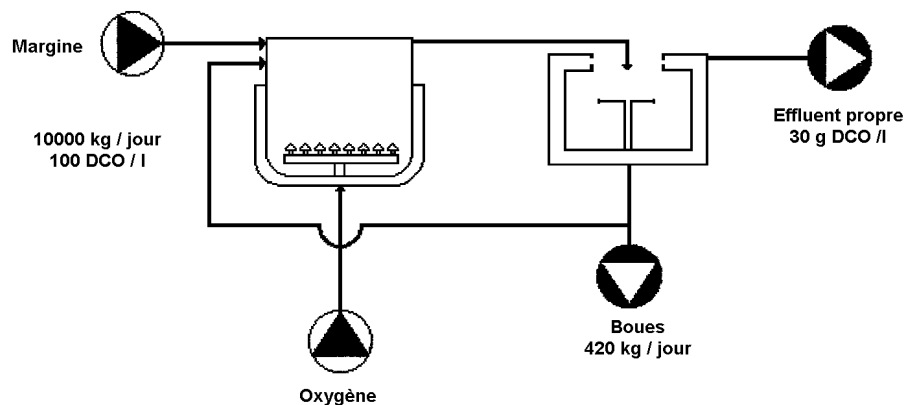 Margine
10000 kg / jour
100 DCO / l
Effluent propre
30 g DCO /l
Boues
420 kg / jour
Oxygène